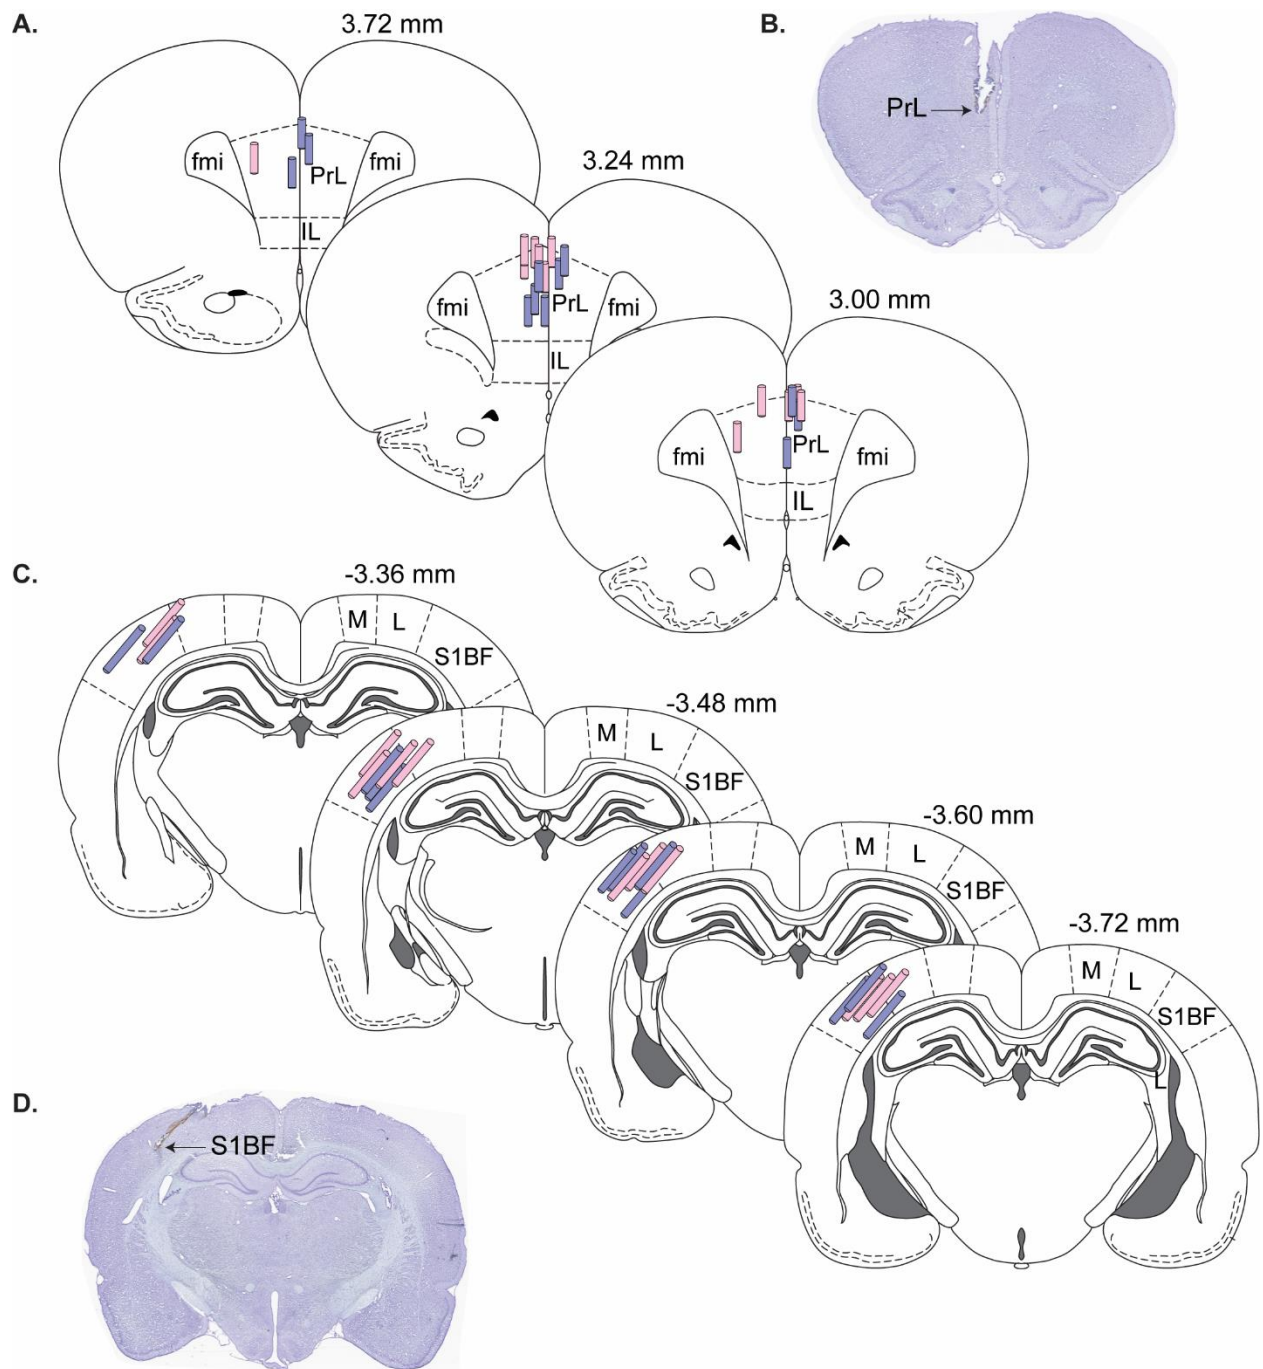 A.
3.72 mm
fmi
fmi
PrL
IL
3.24 mm
fmi
fmi
PrL
IL
3.00 mm
fmi
fmi
PrL
IL
B.
PrL
C.
-3.36 mm
M L
S1BF
-3.48 mm
M L
S1BF
-3.60 mm
M L
S1BF
-3.72 mm
M L
S1BF
L
D.
S1BF